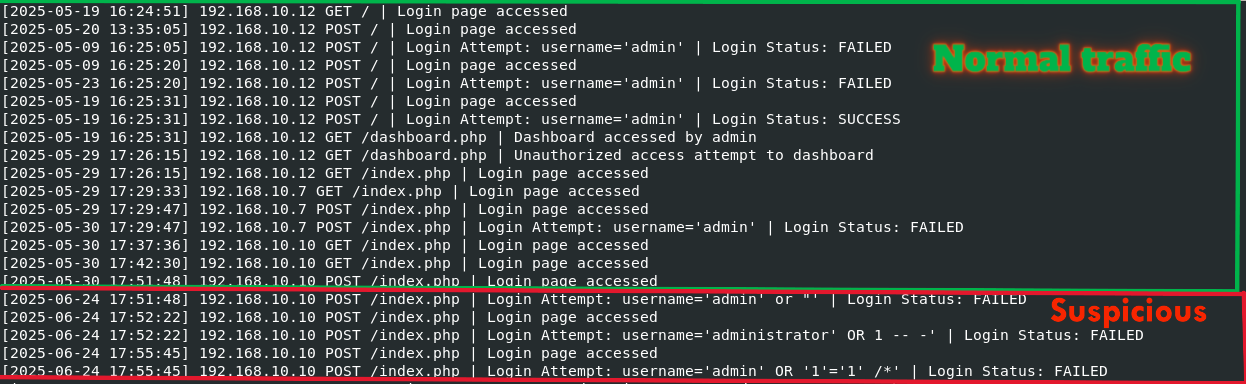 [2025-05-19 16:24:51] 192.168.10.12 GET / | Login page accessed
[2025-05-20 13:35:05] 192.168.10.12 POST / | Login page accessed
[2025-05-09 16:25:05] 192.168.10.12 POST / | Login Attempt: username='admin' | Login Status: FAILED
Normal traffic
[2025-05-09 16:25:20] 192.168.10.12 POST / | Login page accessed
[2025-05-23 16:25:20] 192.168.10.12 POST / | Login Attempt: username='admin' | Login Status: FAILED
[2025-05-19 16:25:31] 192.168.10.12 POST / | Login page accessed
[2025-05-19 16:25:31] 192.168.10.12 POST / | Login Attempt: username='admin' | Login Status: SUCCESS
[2025-05-19 16:25:31] 192.168.10.12 GET /dashboard.php | Dashboard accessed by admin
[2025-05-29 17:26:15] 192.168.10.12 GET /dashboard.php | Unauthorized access attempt to dashboard
[2025-05-29 17:26:15] 192.168.10.12 GET /index.php | Login page accessed
[2025-05-29 17:29:33] 192.168.10.7 GET /index.php | Login page accessed
[2025-05-29 17:29:47] 192.168.10.7 POST /index.php | Login page accessed
[2025-05-30 17:29:47] 192.168.10.7 POST /index.php | Login Attempt: username='admin' | Login Status: FAILED
[2025-05-30 17:37:36] 192.168.10.10 GET /index.php | Login page accessed
[2025-05-30 17:42:30] 192.168.10.10 GET /index.php | Login page accessed
[2025-05-30 17:51:48] 192.168.10.10 POST /index.php | Login page accessed
[2025-06-24 17:51:48] 192.168.10.10 POST /index.php | Login Attempt: username='admin' or "' | Login Status: FAILED
Suspicious
[2025-06-24 17:52:22] 192.168.10.10 POST /index.php | Login page accessed
[2025-06-24 17:52:22] 192.168.10.10 POST /index.php | Login Attempt: username='administrator' OR 1 -- -' | Login Status: FAILED
[2025-06-24 17:55:45] 192.168.10.10 POST /index.php | Login page accessed
[2025-06-24 17:55:45] 192.168.10.10 POST /index.php | Login Attempt: username='admin' OR '1'='1' /*' | Login Status: FAILED